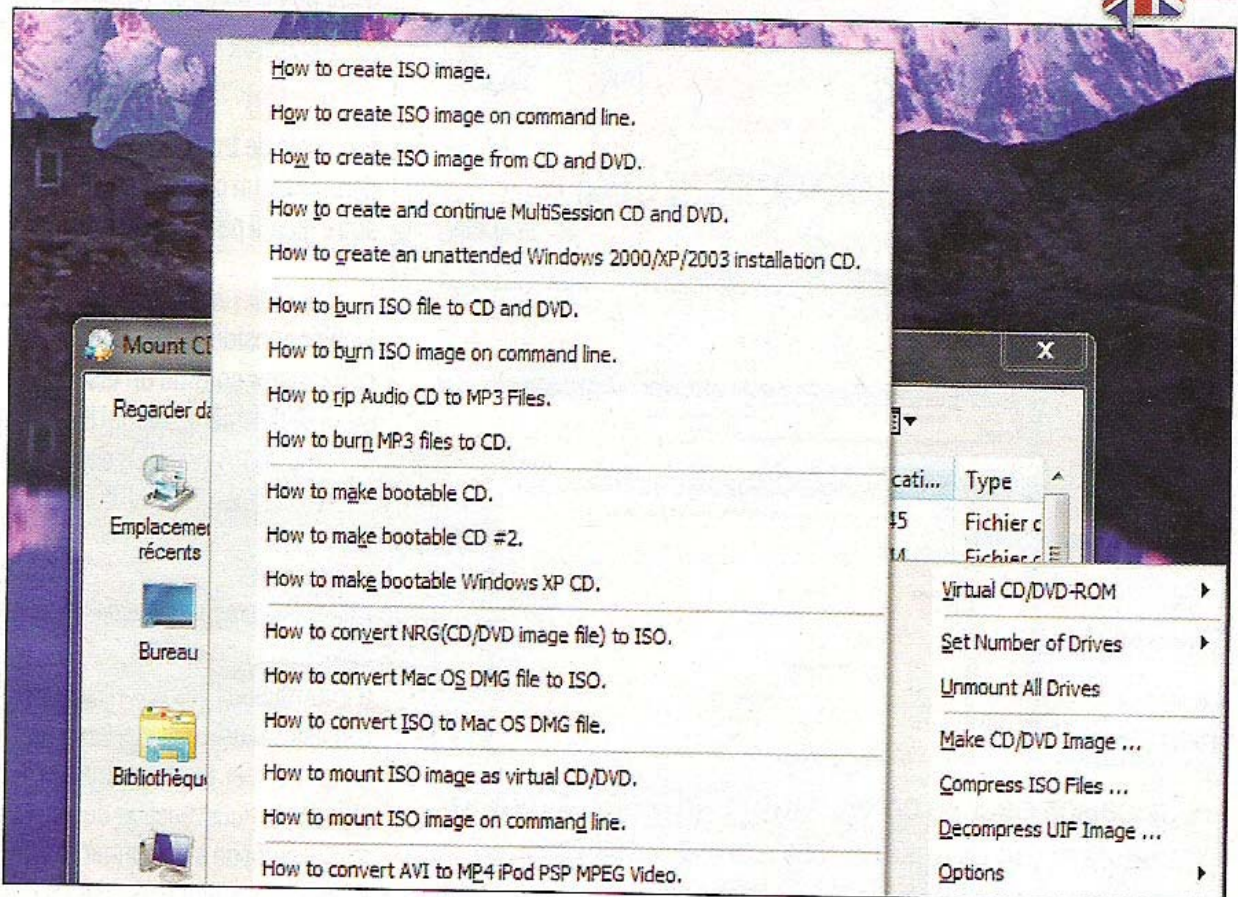 How to create ISO image.
How to create ISO image on command line.
How to create ISO image from CD and DVD.
How to create and continue MultiSession CD and DVD.
How to create an unattended Windows 2000/XP/2003 installation CD.
How to burn ISO file to CD and DVD.
How to burn ISO image on command line.
How to rip Audio CD to MP3 Files.
How to burn MP3 files to CD.
How to make bootable CD.
How to make bootable CD #2.
How to make bootable Windows XP CD.
How to convert NRG(CD/DVD image file) to ISO.
How to convert Mac OS DMG file to ISO.
How to convert ISO to Mac OS DMG file.
How to mount ISO image as virtual CD/DVD.
How to mount ISO image on command line.
How to convert AVI to MP4 iPod PSP MPEG Video.
Mount CD
Regarder da
Emplacemen
récents
Bureau
Bibliothèque
X
cati... Type
45 Fichier c
Fichier c
Virtual CD/DVD-ROM
Set Number of Drives
Unmount All Drives
Make CD/DVD Image ...
Compress ISO Files ...
Decompress UIF Image ...
Options